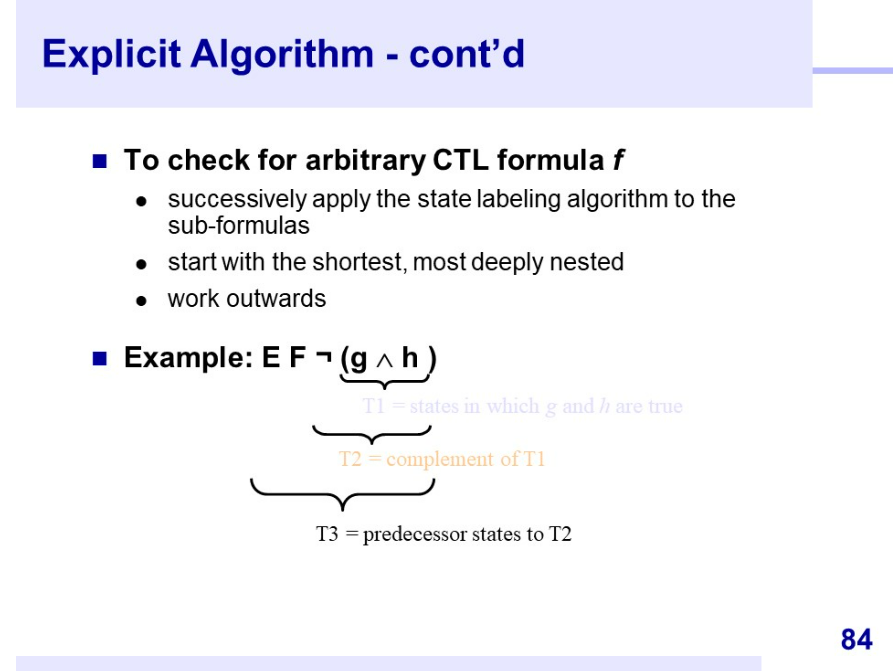 Explicit Algorithm - cont’d
To check for arbitrary CTL formula f
successively apply the state labeling algorithm to the
sub-formulas
start with the shortest, most deeply nested
work outwards
Example: E F ¬ (g ∧ h )
T1 = states in which g and h are true
T2 = complement of T1
T3 = predecessor states to T2
84